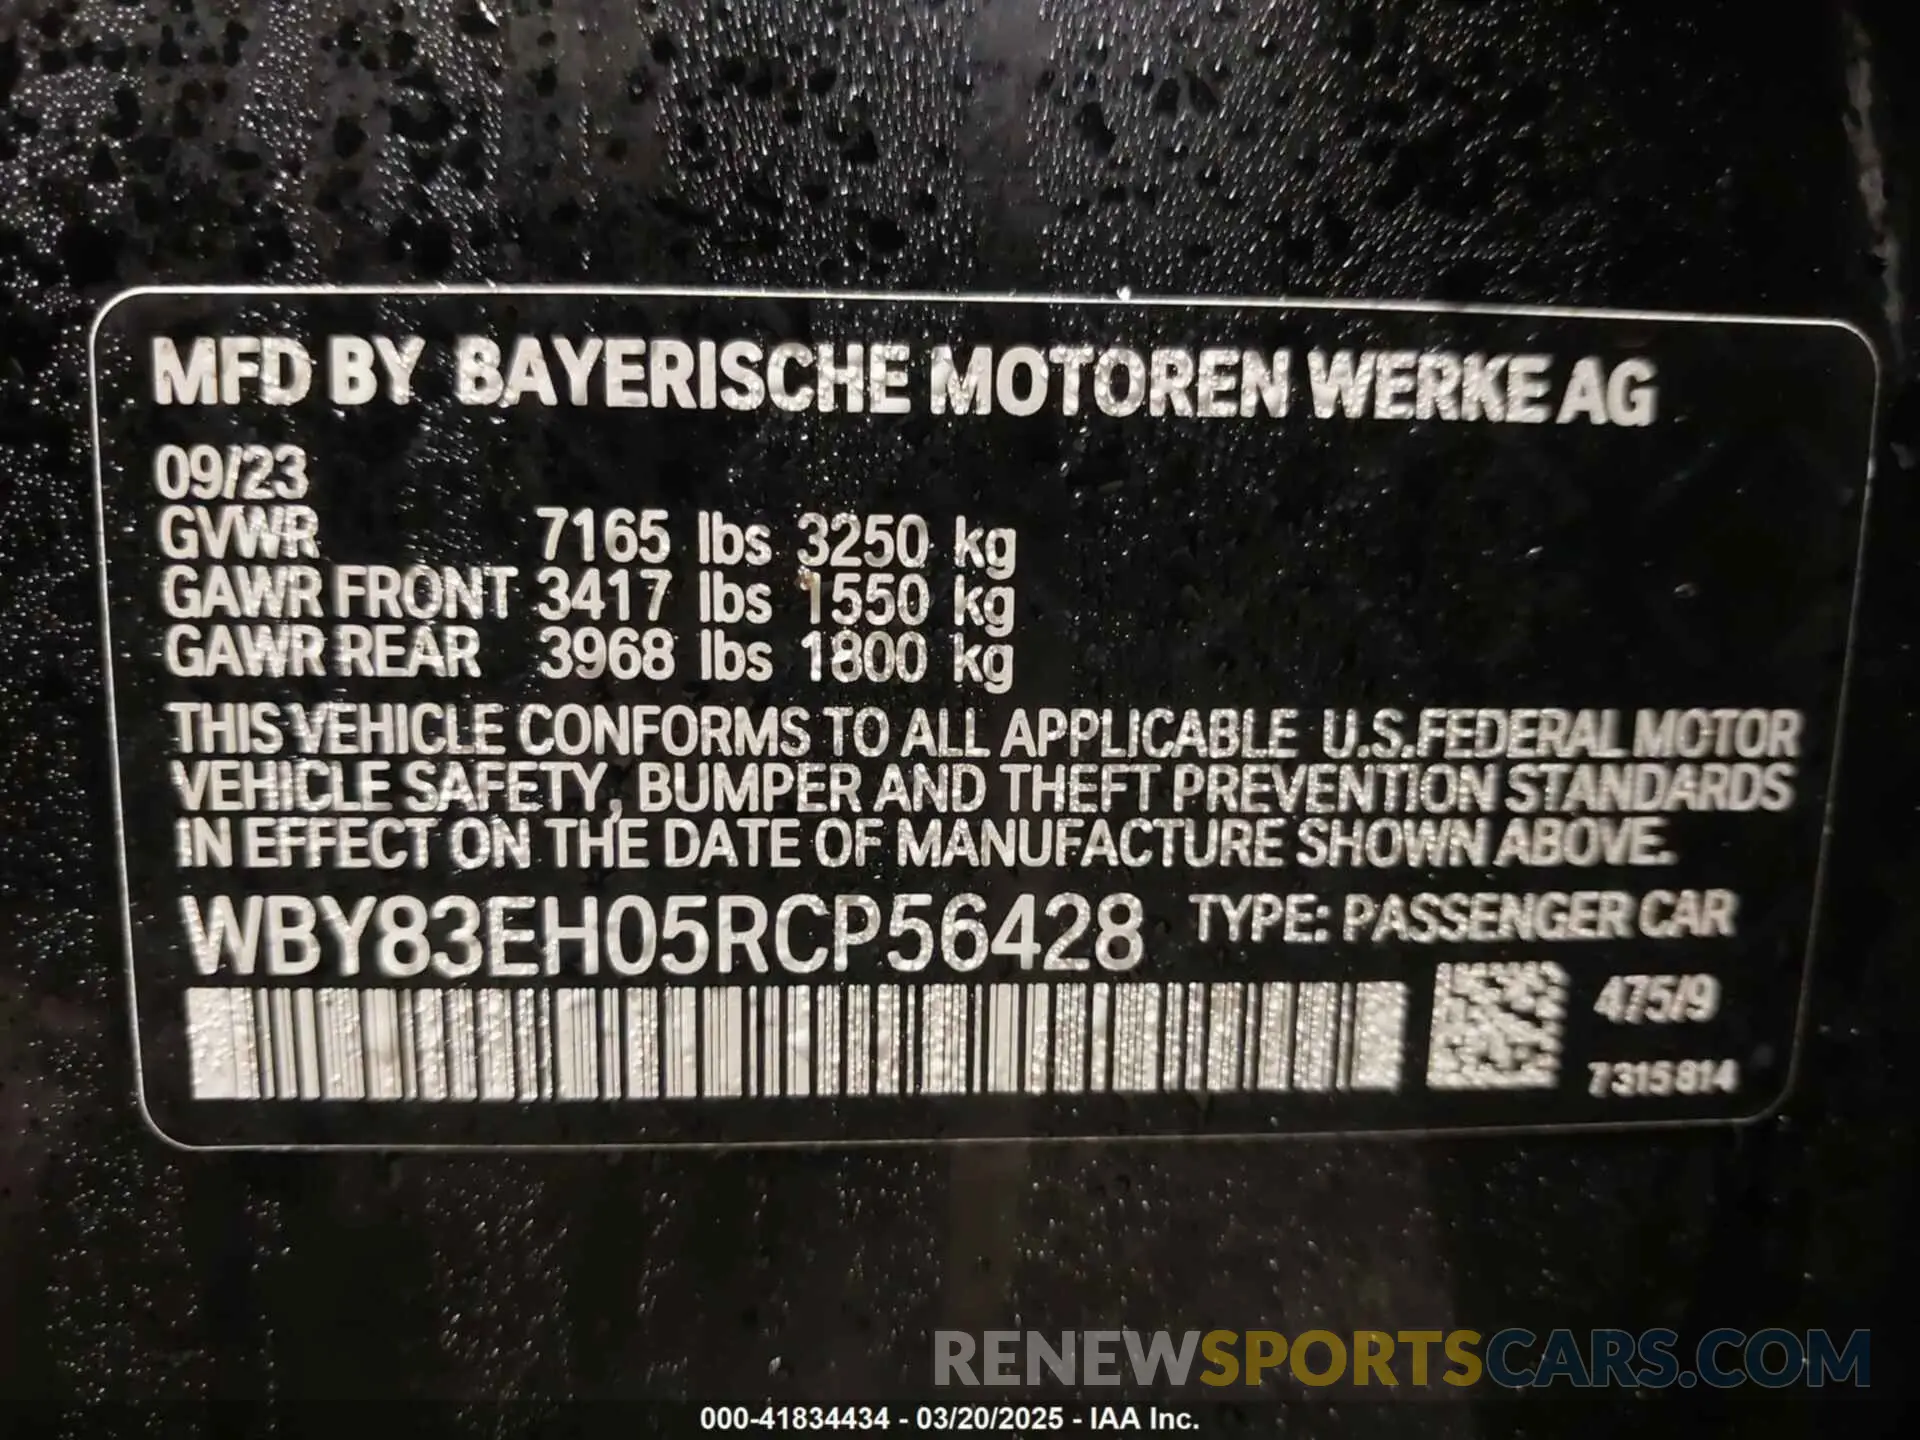 MFD BY BAYERISCHE MOTOREN WERKE AG
09/23
GVWR 7165 lbs 3250 kg
GAWR FRONT 3417 lbs 1550 kg
GAWR REAR 3968 lbs 1800 kg
THIS VEHICLE CONFORMS TO ALL APPLICABLE U.S.FEDERAL MOTOR
VEHICLE SAFETY, BUMPER AND THEFT PREVENTION STANDARDS
IN EFFECT ON THE DATE OF MANUFACTURE SHOWN ABOVE.
WBY83EH05RCP56428 TYPE: PASSENGER CAR
475/9
7315814
RENEWSPORTSCARS.COM
000-41834434 - 03/20/2025 - IAA Inc.